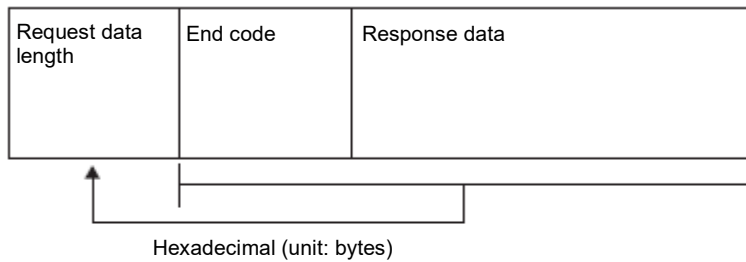 Request data
length
End code
Response data
Hexadecimal (unit: bytes)